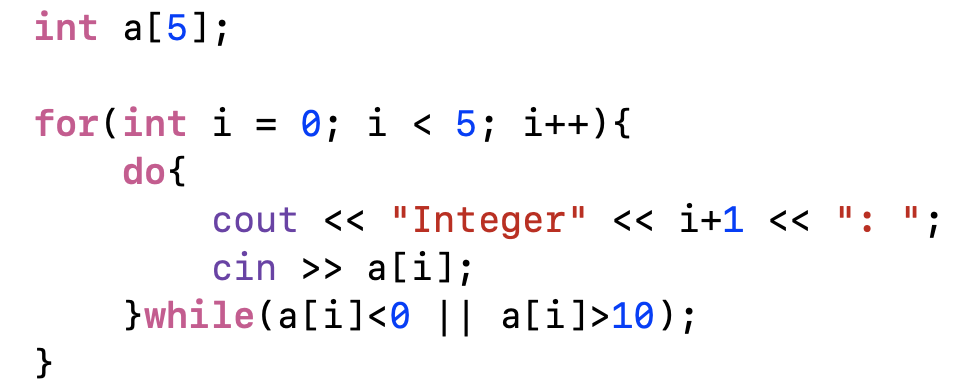 int a[5];
for(int i = 0; i < 5; i++){
do{
cout << "Integer" << i+1 << ": ";
cin >> a[i];
}while(a[i]<0 || a[i]>10);
}